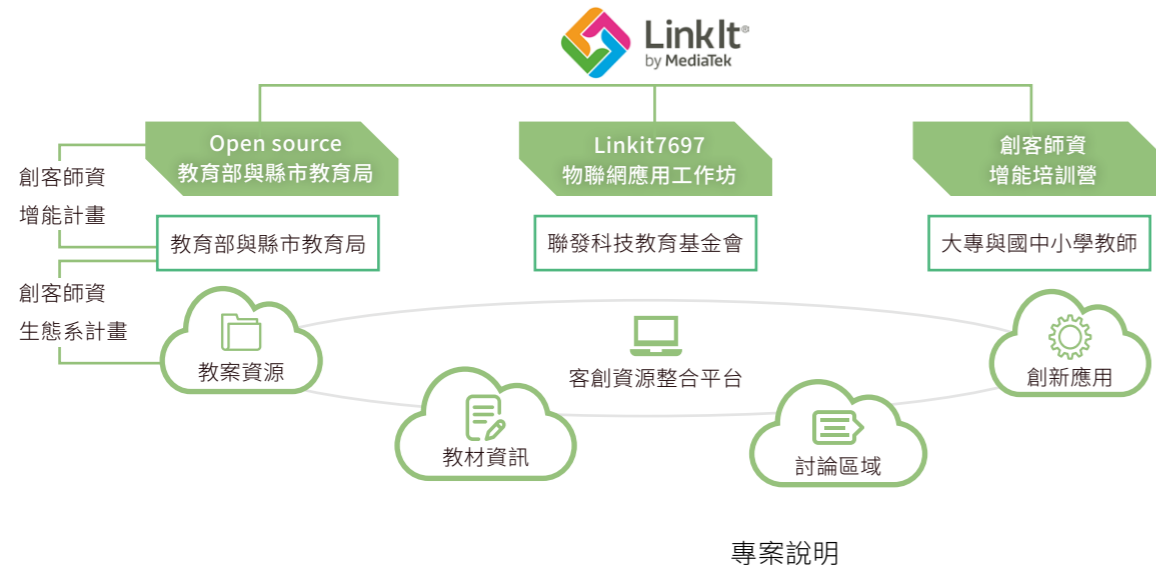 LinkIt®
by MediaTek
Open source
教育部與縣市教育局
Linkit7697
物聯網應用工作坊
創客師資
增能培訓營
創客師資
增能計畫
教育部與縣市教育局
聯發科技教育基金會
大專與國中小學教師
創客師資
生態系計畫
教案資源
客創資源整合平台
創新應用
教材資訊
討論區域
專案說明